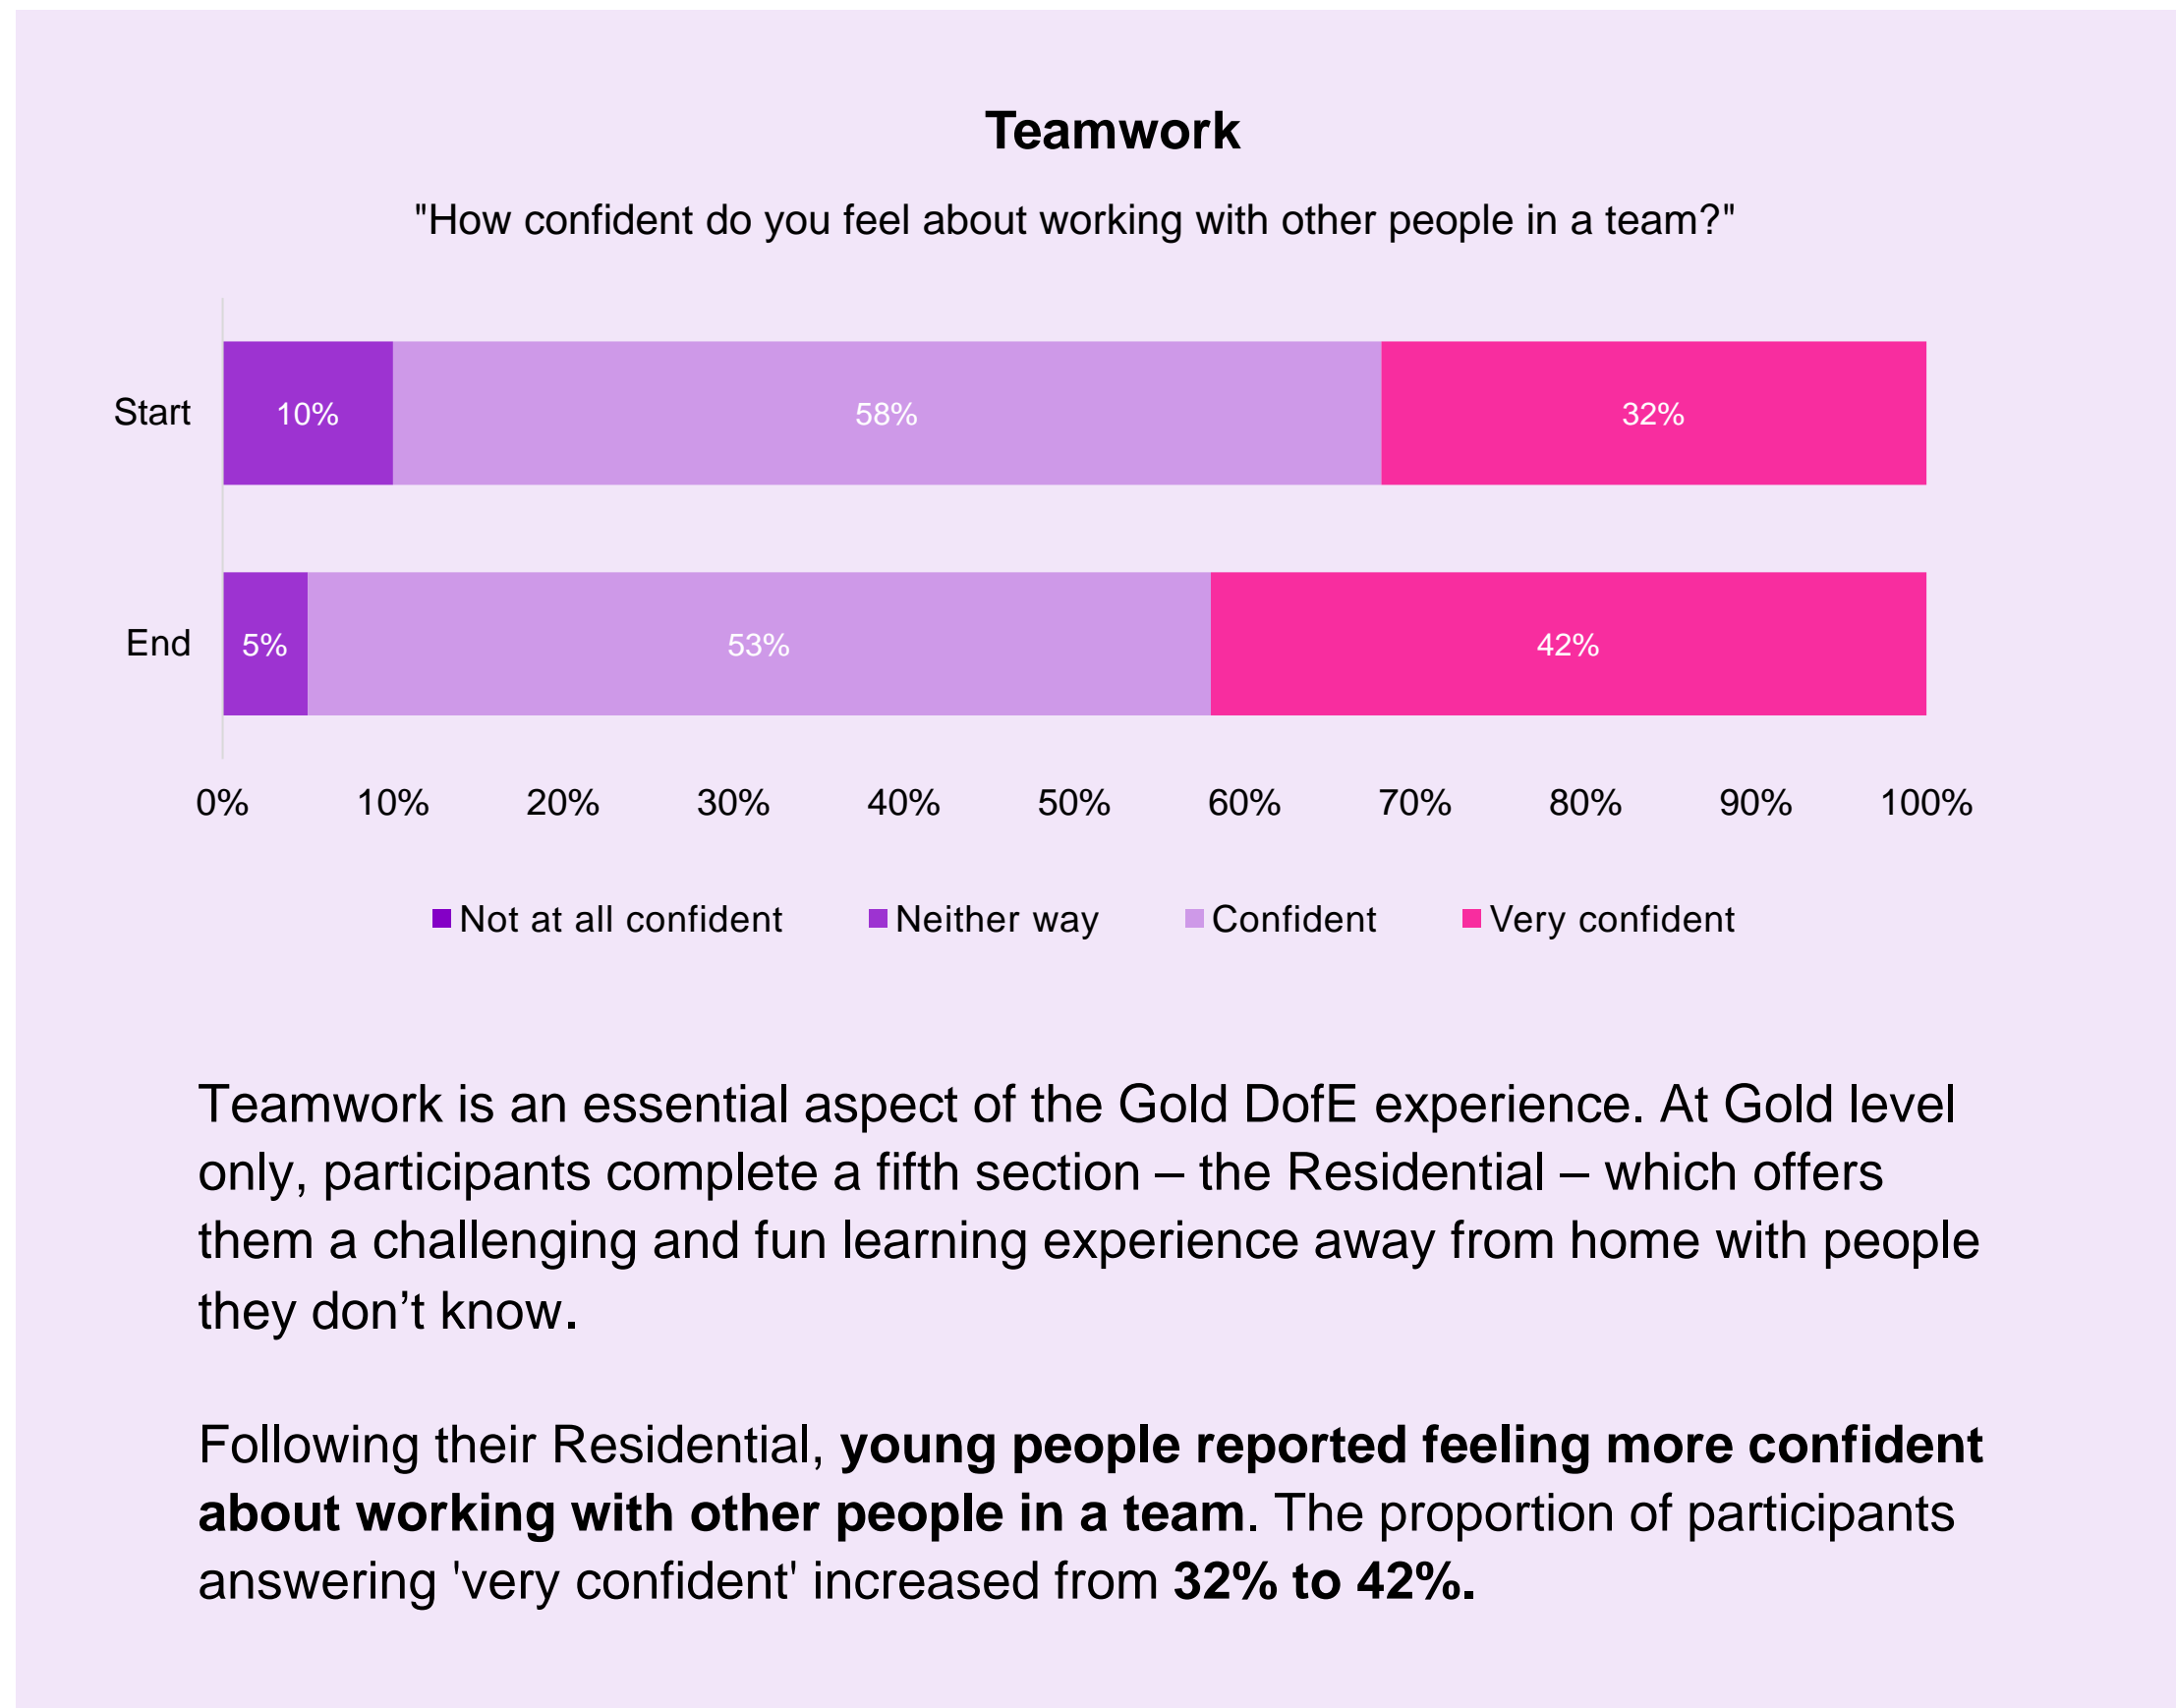 Teamwork
"How confident do you feel about working with other people in a team?"
Start
10%
58%
32%
End
5%
53%
42%
0% 10% 20% 30% 40% 50% 60% 70% 80% 90% 100%
Not at all confident Neither way Confident Very confident
Teamwork is an essential aspect of the Gold DofE experience. At Gold level
only, participants complete a fifth section – the Residential – which offers
them a challenging and fun learning experience away from home with people
they don’t know.
Following their Residential, young people reported feeling more confident
about working with other people in a team. The proportion of participants
answering 'very confident' increased from 32% to 42%.